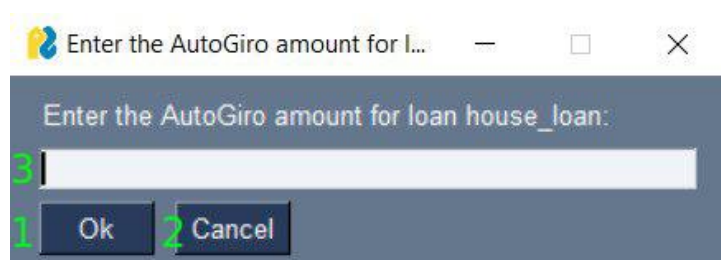 Enter the AutoGiro amount for l...
Enter the AutoGiro amount for loan house_loan:
3
1 Ok 2 Cancel